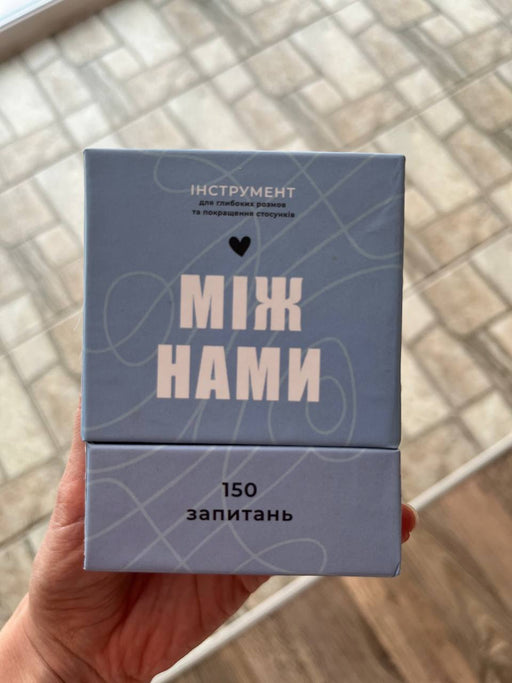 ІНСТРУМЕНТ
для глибоких розмов
та покращення стосунків
МІЖ
НАМИ
150
запитань